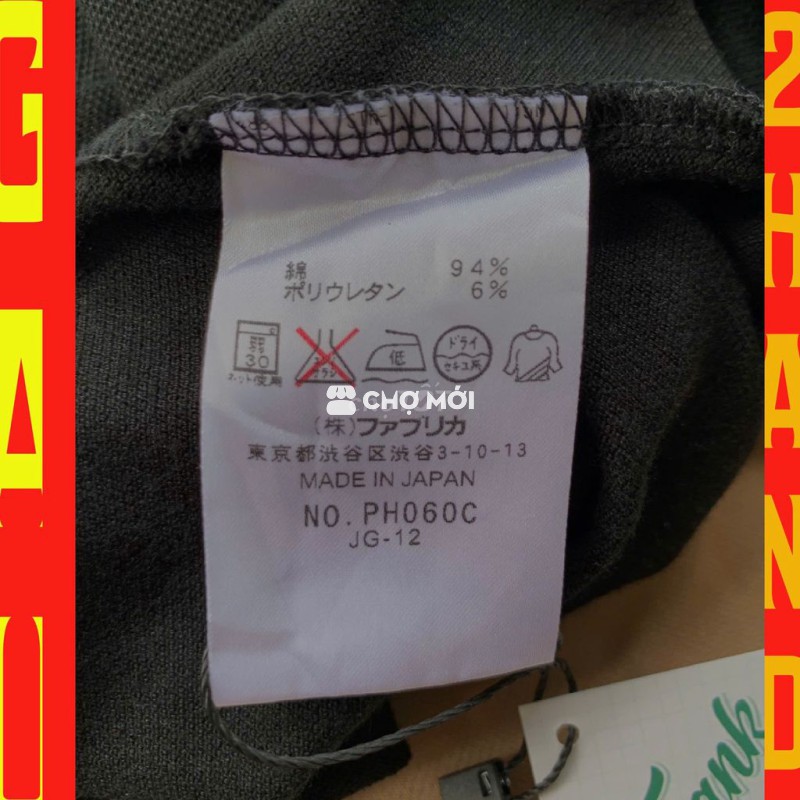 GAI
2HAND
綿 94%
ポリウレタン 6%
30
ネット使用
低
ドライ
セキユ系
CHỢ MỚI
(株)ファブリカ
東京都渋谷区渋谷3-10-13
MADE IN JAPAN
NO. PH060C
JG-12